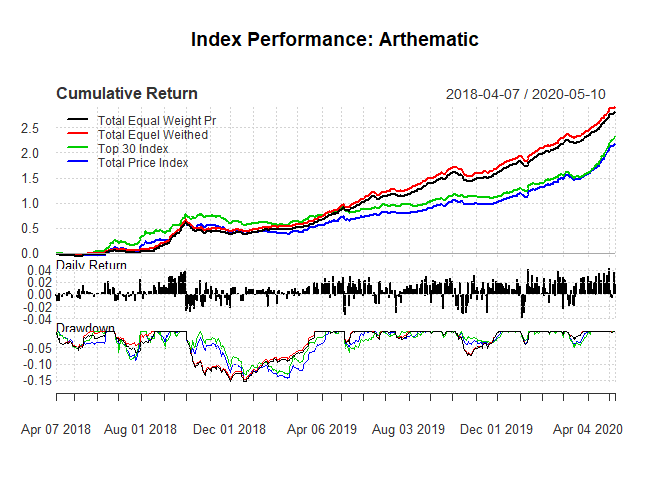 Index Performance: Arthematic
Cumulative Return 2018-04-07 / 2020-05-10
Total Equal Weight Pr
Total Equel Weithed
Top 30 Index
Total Price Index
2.5
2.0
1.5
1.0
0.5
0.0
Daily Return
0.04
0.02
0.00
-0.02
-0.04
Drawdown
-0.05
-0.10
-0.15
Apr 07 2018 Aug 01 2018 Dec 01 2018 Apr 06 2019 Aug 03 2019 Dec 01 2019 Apr 04 2020